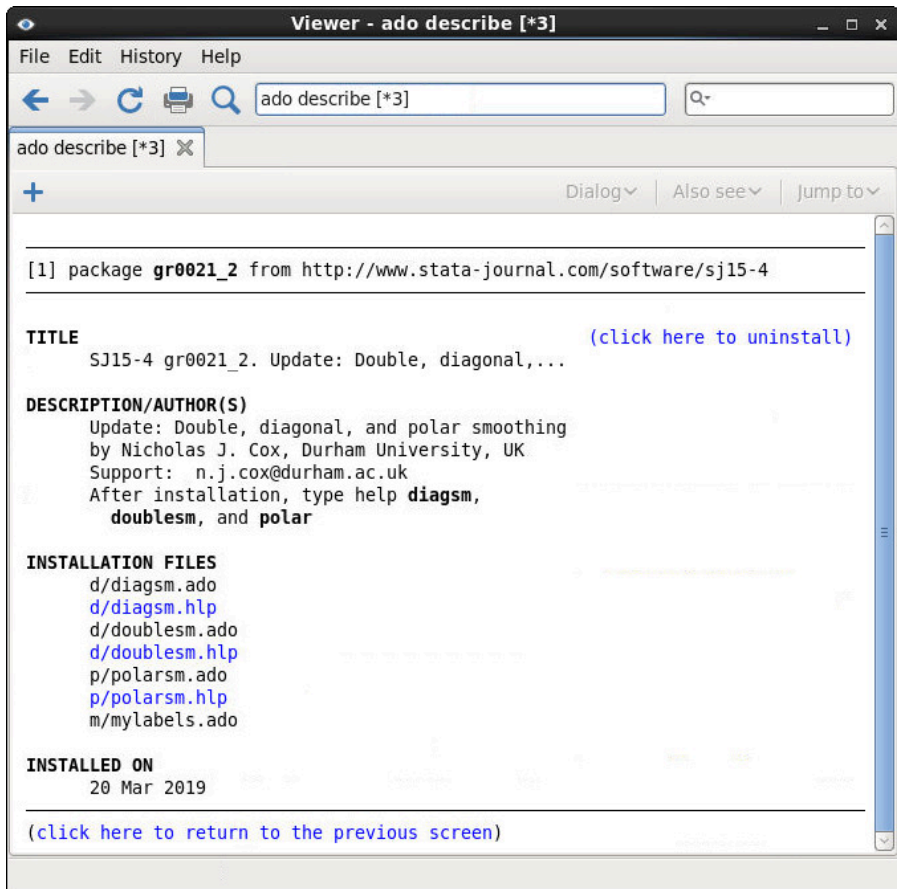 Viewer - ado describe [*3]
File Edit History Help
ado describe [*3]
ado describe [*3]
Dialog Also see Jump to
[1] package gr0021_2 from http://www.stata-journal.com/software/sj15-4
TITLE (click here to uninstall)
SJ15-4 gr0021_2. Update: Double, diagonal,...
DESCRIPTION/AUTHOR(S)
Update: Double, diagonal, and polar smoothing
by Nicholas J. Cox, Durham University, UK
Support: n.j.cox@durham.ac.uk
After installation, type help diagsm,
doublesm, and polar
INSTALLATION FILES
d/diagsm.ado
d/diagsm.hlp
d/doublesm.ado
d/doublesm.hlp
p/polarsm.ado
p/polarsm.hlp
m/mylabels.ado
INSTALLED ON
20 Mar 2019
(click here to return to the previous screen)